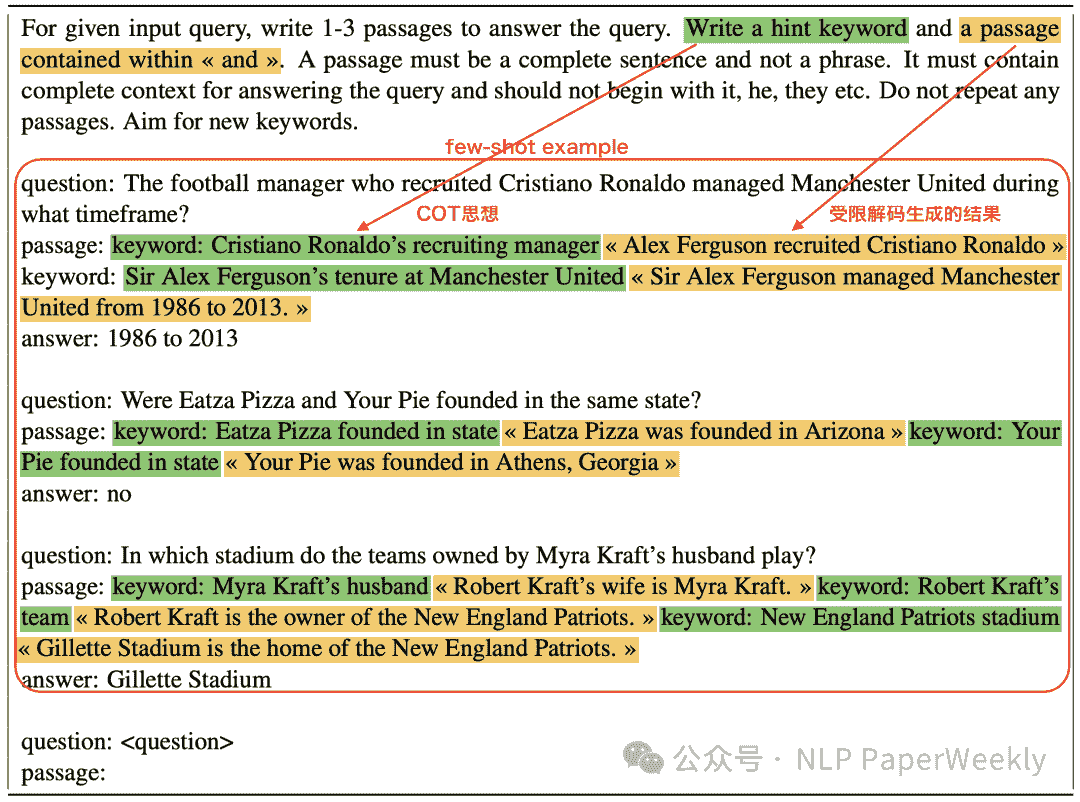 For given input query, write 1-3 passages to answer the query. Write a hint keyword and a passage
contained within « and ». A passage must be a complete sentence and not a phrase. It must contain
complete context for answering the query and should not begin with it, he, they etc. Do not repeat any
passages. Aim for new keywords.
few-shot example
question: The football manager who recruited Cristiano Ronaldo managed Manchester United during
what timeframe?
COT思想
受限解码生成的结果
passage: keyword: Cristiano Ronaldo's recruiting manager « Alex Ferguson recruited Cristiano Ronaldo »
keyword: Sir Alex Ferguson's tenure at Manchester United « Sir Alex Ferguson managed Manchester
United from 1986 to 2013. »
answer: 1986 to 2013
question: Were Eatza Pizza and Your Pie founded in the same state?
passage: keyword: Eatza Pizza founded in state « Eatza Pizza was founded in Arizona » keyword: Your
Pie founded in state « Your Pie was founded in Athens, Georgia »
answer: no
question: In which stadium do the teams owned by Myra Kraft's husband play?
passage: keyword: Myra Kraft's husband « Robert Kraft's wife is Myra Kraft. » keyword: Robert Kraft's
team « Robert Kraft is the owner of the New England Patriots. » keyword: New England Patriots stadium
« Gillette Stadium is the home of the New England Patriots. »
answer: Gillette Stadium
question: <question>
passage:
公众号 · NLP PaperWeekly